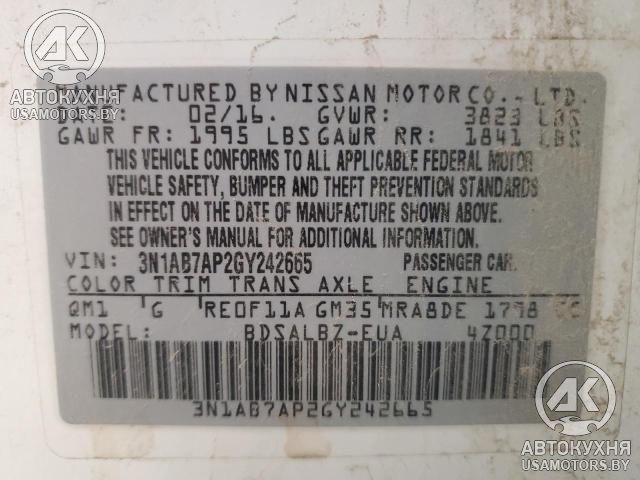 АК
АВТОКУХНЯ
USAMOTORS.BY
MANUFACTURED BY NISSAN MOTOR CO., LTD.
02/16. GVWR: 3823 LBS
GAWR FR: 1995 LBS GAWR RR: 1841 LBS
THIS VEHICLE CONFORMS TO ALL APPLICABLE FEDERAL MOTOR
VEHICLE SAFETY, BUMPER AND THEFT PREVENTION STANDARDS
IN EFFECT ON THE DATE OF MANUFACTURE SHOWN ABOVE.
SEE OWNER'S MANUAL FOR ADDITIONAL INFORMATION.
VIN: 3N1AB7AP2GY242665 PASSENGER CAR.
COLOR TRIM TRANS AXLE ENGINE
QM1 G RE0F11A GM35 MRA8DE 1798 CC
MODEL: BDSALBZ-EUA 4Z000
3N1AB7AP2GY242665
АК
АВТОКУХНЯ
USAMOTORS.BY